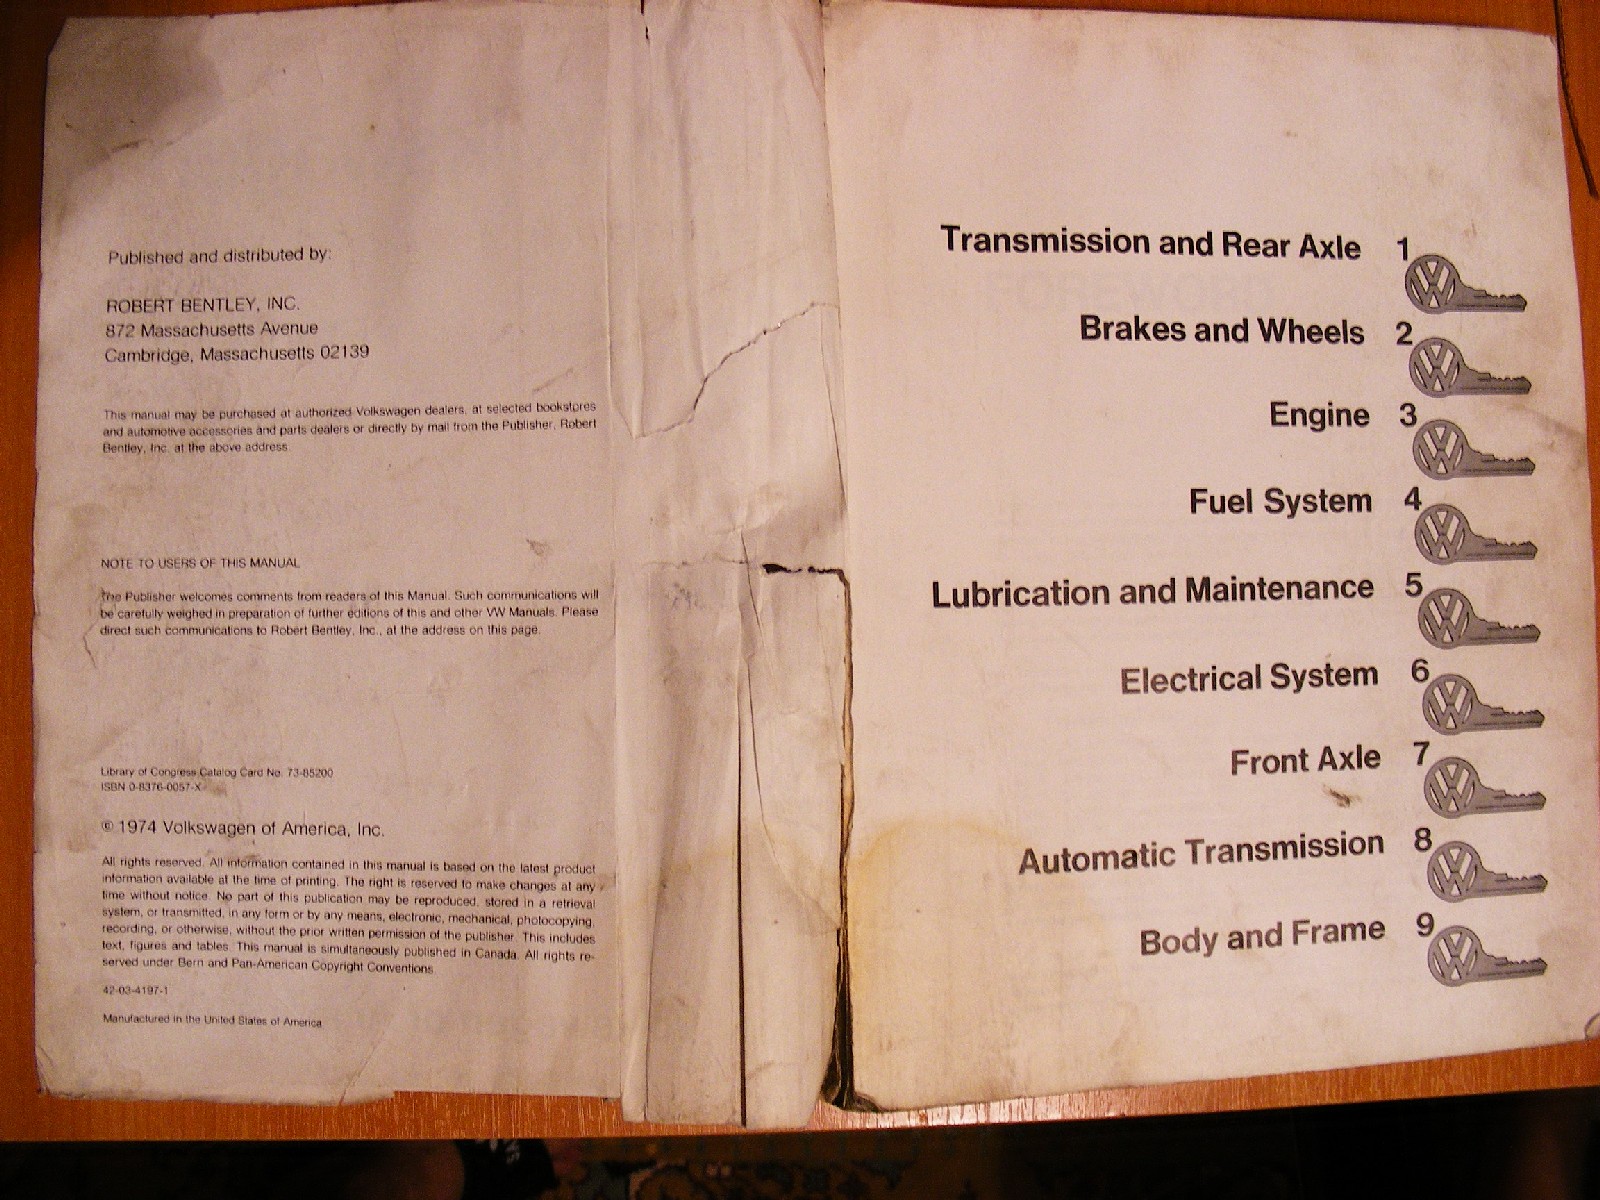 Published and distributed by:
ROBERT BENTLEY, INC.
872 Massachusetts Avenue
Cambridge, Massachusetts 02139
This manual may be purchased at authorized Volkswagen dealers, at selected bookstores
and automotive accessories and parts dealers or directly by mail from the Publisher, Robert
Bentley, Inc. at the above address.
NOTE TO USERS OF THIS MANUAL
The Publisher welcomes comments from readers of this Manual. Such communications will
be carefully weighed in preparation of further editions of this and other VW Manuals. Please
direct such communications to Robert Bentley, Inc., at the address on this page.
Library of Congress Catalog Card No. 73-85200
ISBN 0-8376-0057-X
© 1974 Volkswagen of America, Inc.
All rights reserved. All information contained in this manual is based on the latest product
information available at the time of printing. The right is reserved to make changes at any
time without notice. No part of this publication may be reproduced, stored in a retrieval
system, or transmitted, in any form or by any means, electronic, mechanical, photocopying,
recording, or otherwise, without the prior written permission of the publisher. This includes
text, figures and tables. This manual is simultaneously published in Canada. All rights re-
served under Bern and Pan-American Copyright Conventions.
42-03-4197-1
Manufactured in the United States of America
Transmission and Rear Axle 1
Brakes and Wheels 2
Engine 3
Fuel System 4
Lubrication and Maintenance 5
Electrical System 6
Front Axle 7
Automatic Transmission 8
Body and Frame 9